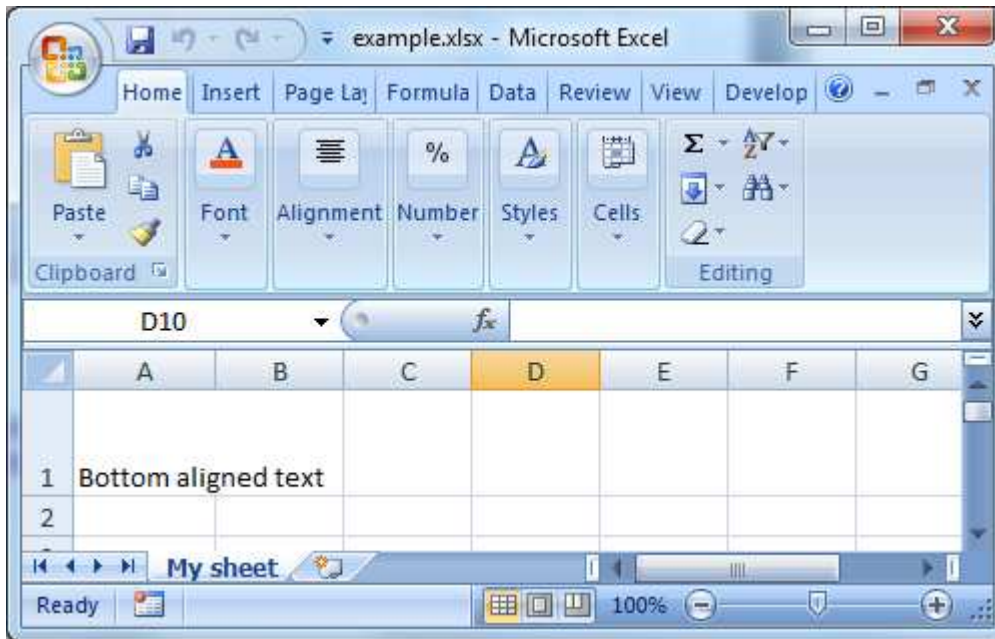 example.xlsx - Microsoft Excel
Home Insert Page Lay Formula Data Review View Develop
Paste Font Alignment Number Styles Cells
Clipboard Editing
D10 fx
A B C D E F G
1 Bottom aligned text
2
My sheet
Ready 100%